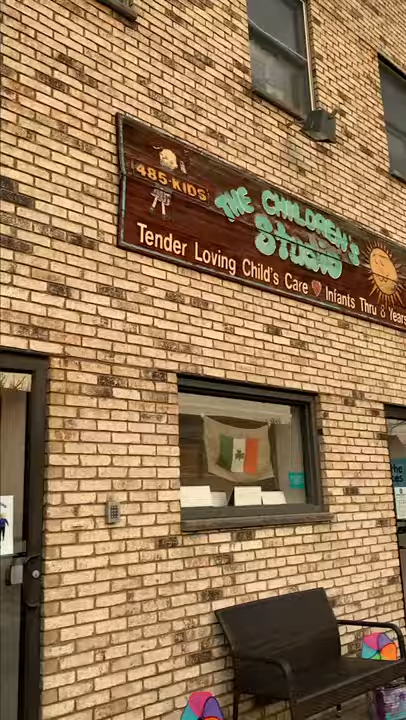 485-KIDS
THE CHILDREN'S
STUDIO
Tender Loving Child's Care Infants Thru 8 Years